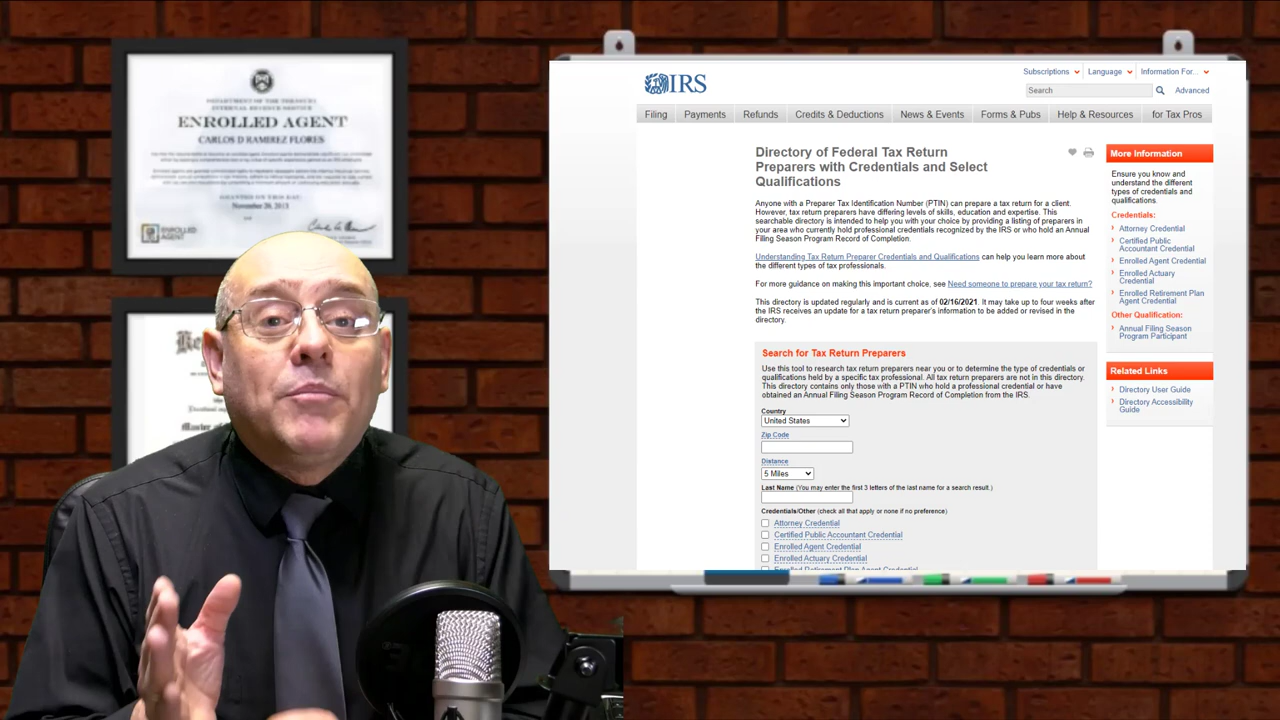 DEPARTMENT OF THE TREASURY
INTERNAL REVENUE SERVICE
ENROLLED AGENT
CARLOS D RAMIREZ FLORES
November 20, 2013
ENROLLED
AGENT
IRS
Subscriptions
Language
Information For...
Search
Advanced
Filing
Payments
Refunds
Credits & Deductions
News & Events
Forms & Pubs
Help & Resources
for Tax Pros
Directory of Federal Tax Return
Preparers with Credentials and Select
Qualifications
Anyone with a Preparer Tax Identification Number (PTIN) can prepare a tax return for a client.
However, tax return preparers have differing levels of skills, education and expertise. This
searchable directory is intended to help you with your choice by providing a listing of preparers in
your area who currently hold professional credentials recognized by the IRS or who hold an Annual
Filing Season Program Record of Completion.
Understanding Tax Return Preparer Credentials and Qualifications can help you learn more about
the different types of tax professionals.
For more guidance on making this important choice, see Need someone to prepare your tax return?
This directory is updated regularly and is current as of 02/16/2021. It may take up to four weeks after
the IRS receives an update for a tax return preparer's information to be added or revised in the
directory.
Search for Tax Return Preparers
Use this tool to research tax return preparers near you or to determine the type of credentials or
qualifications held by a specific tax professional. All tax return preparers are not in this directory.
This directory contains only those with a PTIN who hold a professional credential or have
obtained an Annual Filing Season Program Record of Completion from the IRS.
Country
United States
Zip Code
Distance
5 Miles
Last Name (You may enter the first 3 letters of the last name for a search result.)
Credentials/Other (check all that apply or none if no preference)
Attorney Credential
Certified Public Accountant Credential
Enrolled Agent Credential
Enrolled Actuary Credential
Enrolled Retirement Plan Agent Credential
More Information
Ensure you know and
understand the different
types of credentials and
qualifications.
Credentials:
Attorney Credential
Certified Public
Accountant Credential
Enrolled Agent Credential
Enrolled Actuary
Credential
Enrolled Retirement Plan
Agent Credential
Other Qualification:
Annual Filing Season
Program Participant
Related Links
Directory User Guide
Directory Accessibility
Guide